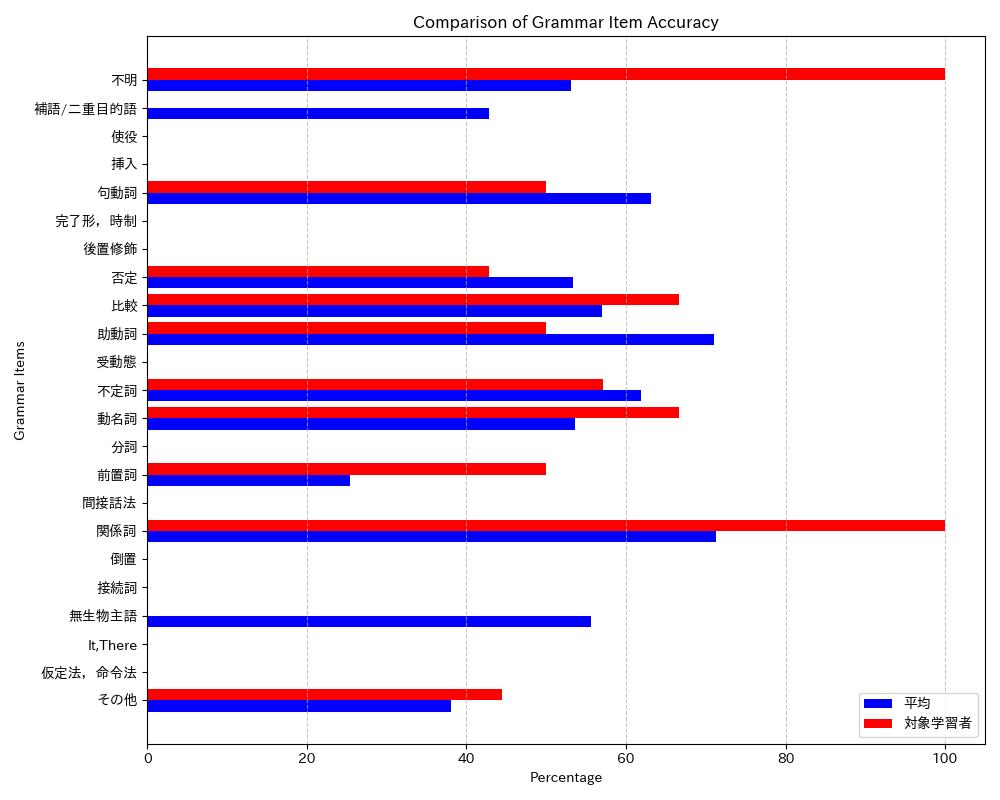 Comparison of Grammar Item Accuracy
不明
補語/二重目的語
使役
挿入
句動詞
完了形，時制
後置修飾
否定
比較
助動詞
受動態
不定詞
動名詞
分詞
前置詞
間接話法
関係詞
倒置
接続詞
無生物主語
It,There
仮定法，命令法
その他
Grammar Items
0 20 40 60 80 100
Percentage
平均
対象学習者